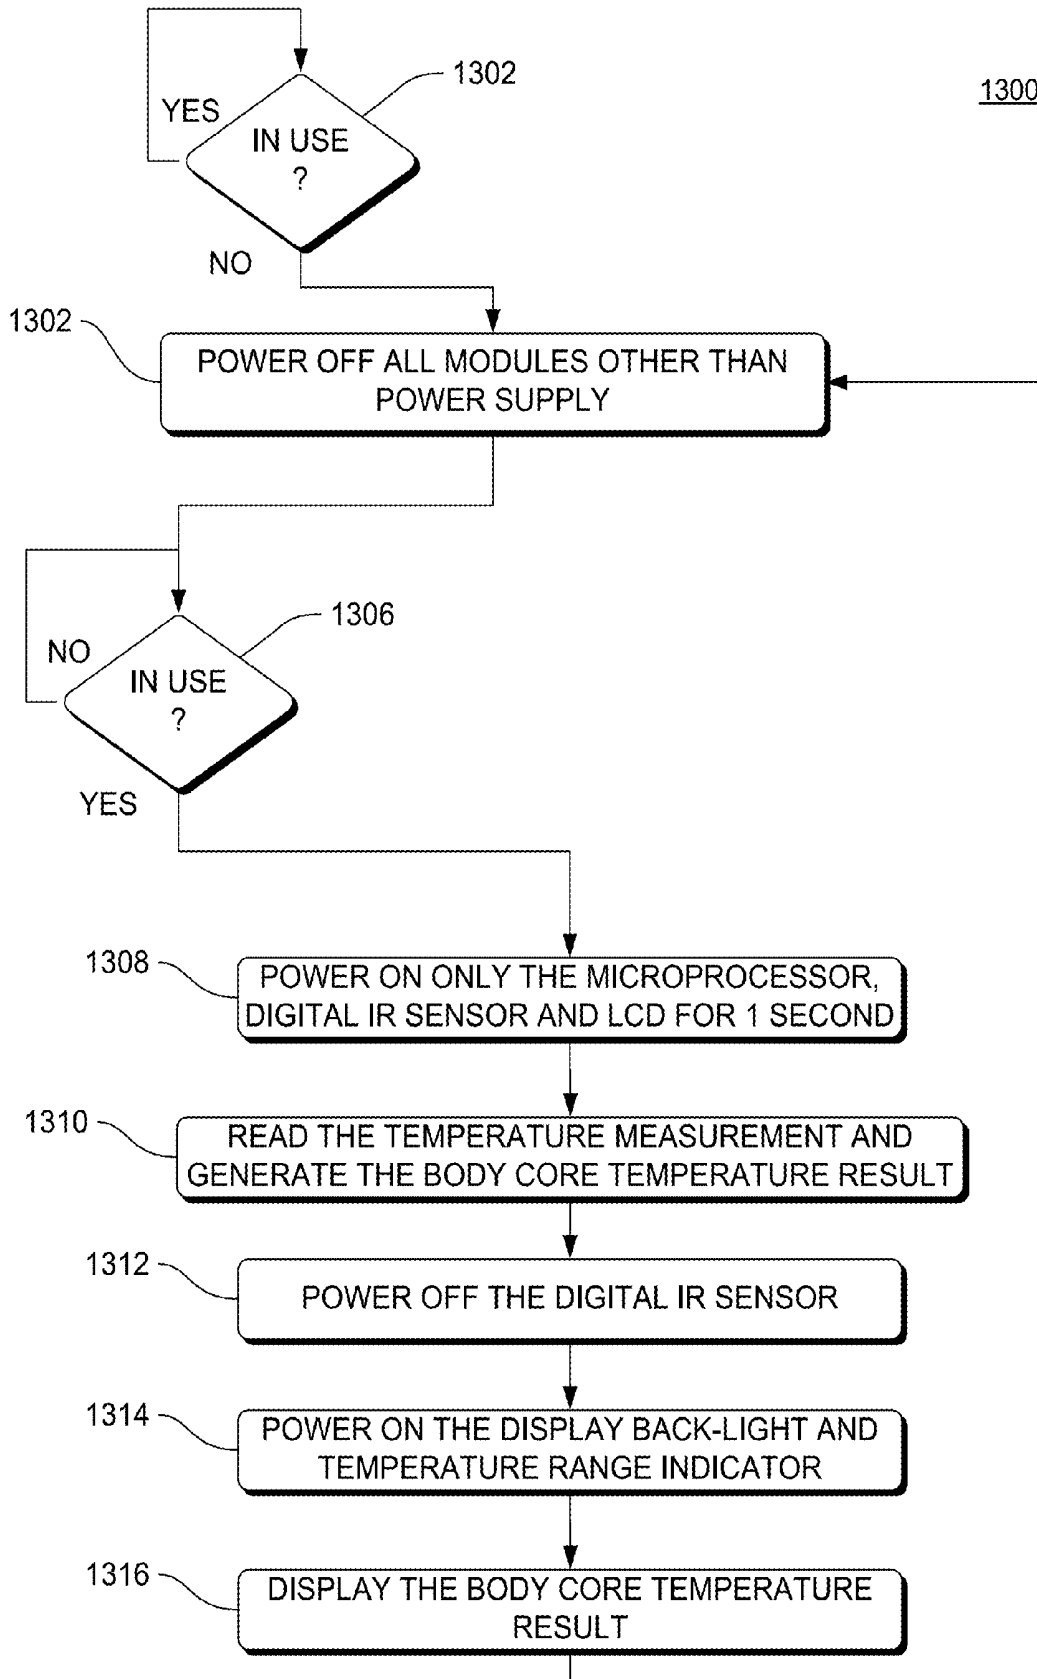 1302
1300
YES
IN USE
?
NO
1302
POWER OFF ALL MODULES OTHER THAN
POWER SUPPLY
1306
NO
IN USE
?
YES
1308
POWER ON ONLY THE MICROPROCESSOR,
DIGITAL IR SENSOR AND LCD FOR 1 SECOND
1310
READ THE TEMPERATURE MEASUREMENT AND
GENERATE THE BODY CORE TEMPERATURE RESULT
1312
POWER OFF THE DIGITAL IR SENSOR
1314
POWER ON THE DISPLAY BACK-LIGHT AND
TEMPERATURE RANGE INDICATOR
1316
DISPLAY THE BODY CORE TEMPERATURE
RESULT